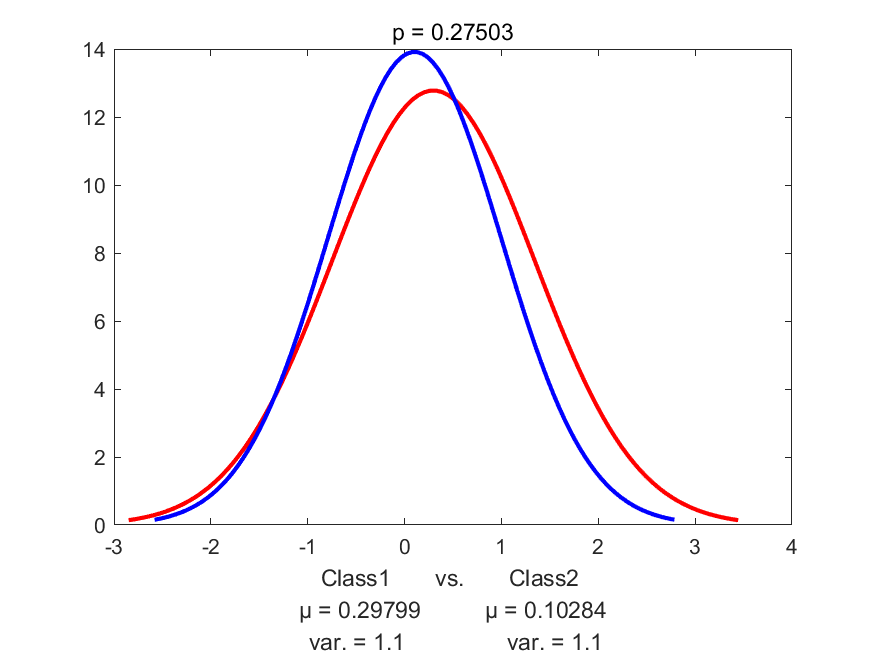 p = 0.27503
14
12
10
8
6
4
2
0
-3 -2 -1 0 1 2 3 4
Class1 vs. Class2
μ = 0.29799 μ = 0.10284
var. = 1.1 var. = 1.1